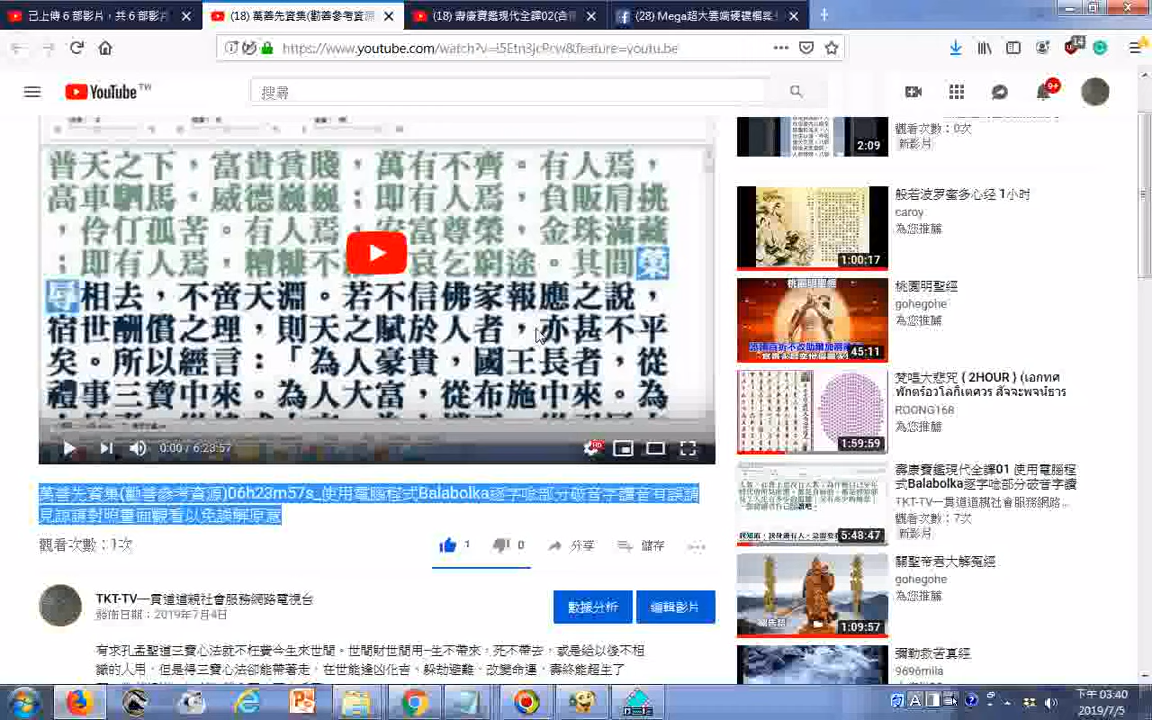 己上傳 6 部影片，共 6 部影
(18) 萬善先資集(勸善參考資源
(18) 壽康寶鑑現代全譯02(含
(28) Mega超大雲端硬碟檔案
YouTube TW
搜尋
普天之下，富貴貧賤，萬有不齊。有人焉，
高車駟馬，威德巍巍；即有人焉，負販肩挑
，伶仃孤苦。有人焉，安富尊榮，金珠滿藏
；即有人焉，糟糠不 哀乞窮途。其間榮
辱相去，不啻天淵。若不信佛家報應之說，
宿世酬償之理，則天之賦於人者，亦甚不平
矣。所以經言：「為人豪貴，國王長者，從
禮事三寶中來。為人大富，從布施中來。為
0:00 / 6:23:57
HD
萬善先資集(勸善參考資源)06h23m57s_使用電腦程式Balabolka逐字唸部分破音字讀音有誤請
見諒請對照畫面觀看以免誤解原意
觀看次數：1次
1
0
分享
儲存
TKT-TV—貫道道親社會服務網路電視台
發佈日期：2019年7月4日
數據分析
編輯影片
有求孔孟聖道三寶心法就不枉費今生來世間。世間財世間用一生不帶來，死不帶去，或是給以後不相
識的人用，但是得三寶心法卻能帶著走，在世能逢凶化吉、躲劫避難、改變命運，壽終能超生了
觀看次數：0次
新影片
2:09
般若波罗蜜多心经 1小时
caroy
為您推薦
1:00:17
桃園明聖經
gohegohe
為您推薦
45:11
梵唱大悲咒 ( 2HOUR ) (เอกทศ
พักตร์อวโลกิเตศวร สัจจะพจน์ธาร
ROONG168
為您推薦
1:59:59
壽康寶鑑現代全譯01 使用電腦程
式Balabolka逐字唸部分破音字讀
TKT-TV—貫道道親社會服務網路...
觀看次數：7次
新影片
5:48:47
關聖帝君大解冤經
gohegohe
為您推薦
1:09:57
彌勒救苦真經
9696mila
為您推薦
14
9+
下午 03:40
2019/7/5